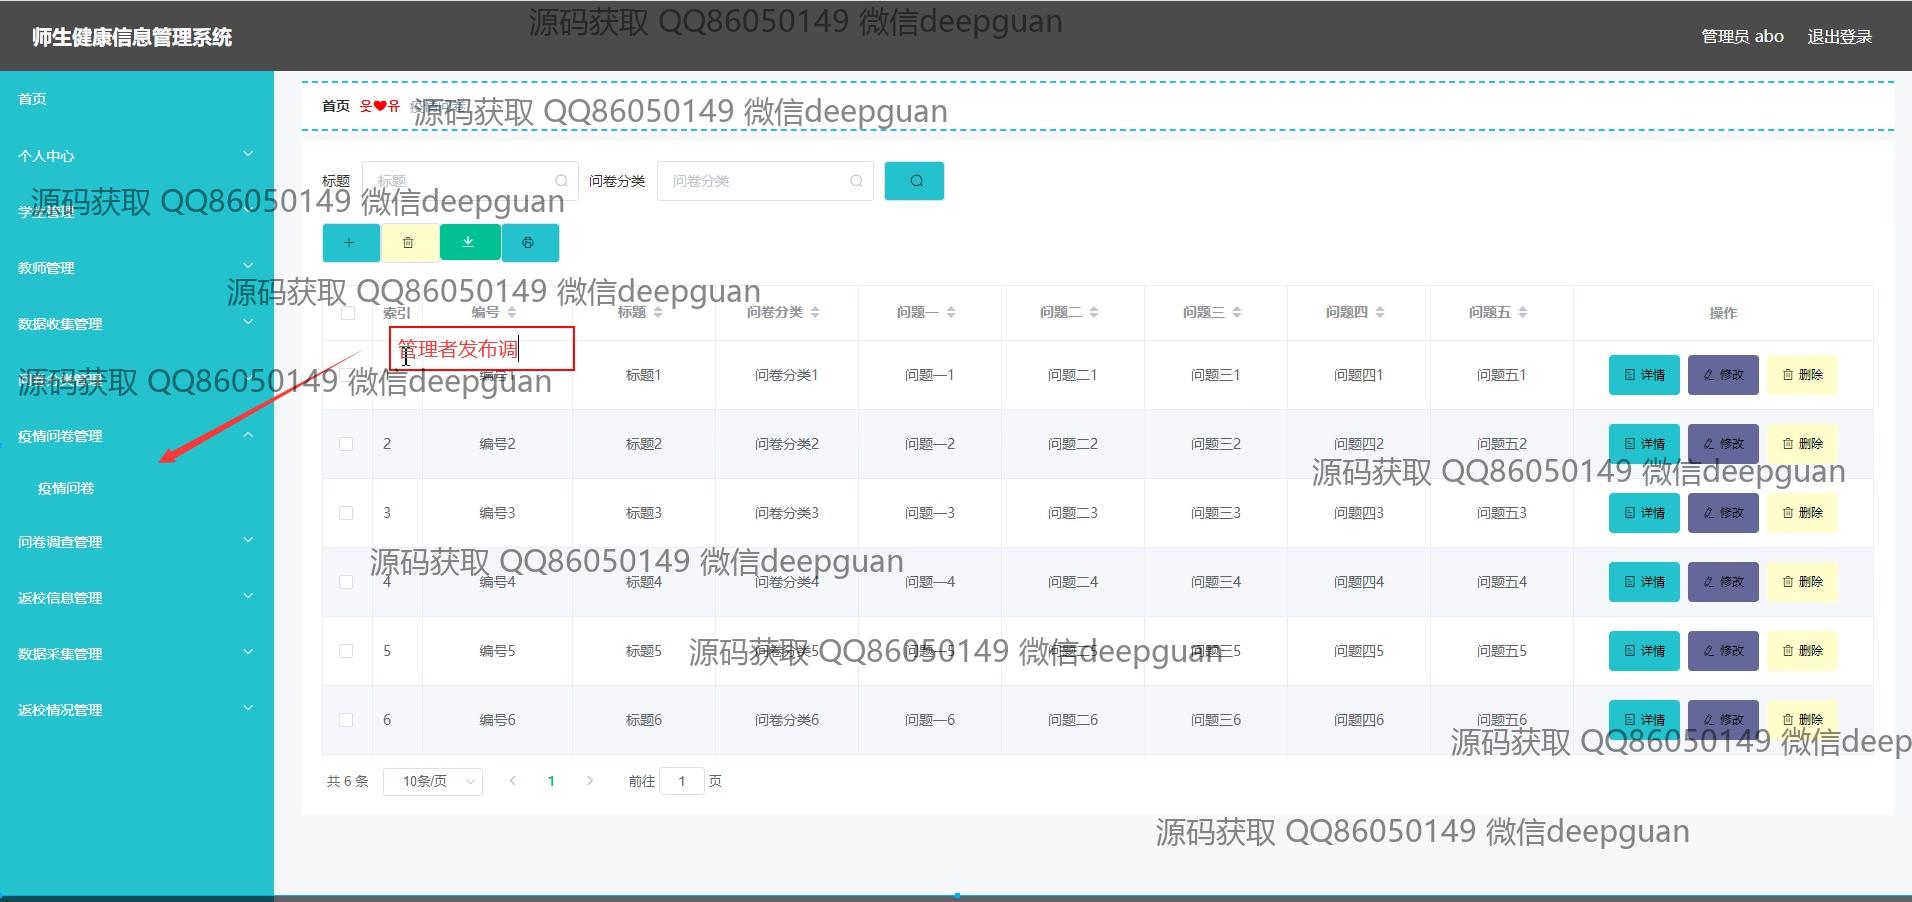 源码获取 QQ86050149 微信deepguan
师生健康信息管理系统
管理员 abo 退出登录
首页
个人中心
学生管理
教师管理
数据收集管理
问卷分类管理
疫情问卷管理
疫情问卷
问卷调查管理
返校信息管理
数据采集管理
返校情况管理
首页 웃❤유 疫情问卷
源码获取 QQ86050149 微信deepguan
标题 标题 问卷分类 问卷分类
源码获取 QQ86050149 微信deepguan
源码获取 QQ86050149 微信deepguan
索引 编号 标题 问卷分类 问题一 问题二 问题三 问题四 问题五 操作
管理者发布调
编号1 标题1 问卷分类1 问题一1 问题二1 问题三1 问题四1 问题五1 详情 修改 删除
源码获取 QQ86050149 微信deepguan
2 编号2 标题2 问卷分类2 问题一2 问题二2 问题三2 问题四2 问题五2 详情 修改 删除
源码获取 QQ86050149 微信deepguan
3 编号3 标题3 问卷分类3 问题一3 问题二3 问题三3 问题四3 问题五3 详情 修改 删除
源码获取 QQ86050149 微信deepguan
4 编号4 标题4 问卷分类4 问题一4 问题二4 问题三4 问题四4 问题五4 详情 修改 删除
5 编号5 标题5 问卷分类5 问题一5 问题二5 问题三5 问题四5 问题五5 详情 修改 删除
源码获取 QQ86050149 微信deepguan
6 编号6 标题6 问卷分类6 问题一6 问题二6 问题三6 问题四6 问题五6 详情 修改 删除
源码获取 QQ86050149 微信deep
共 6 条 10条/页 1 前往 1 页
源码获取 QQ86050149 微信deepguan